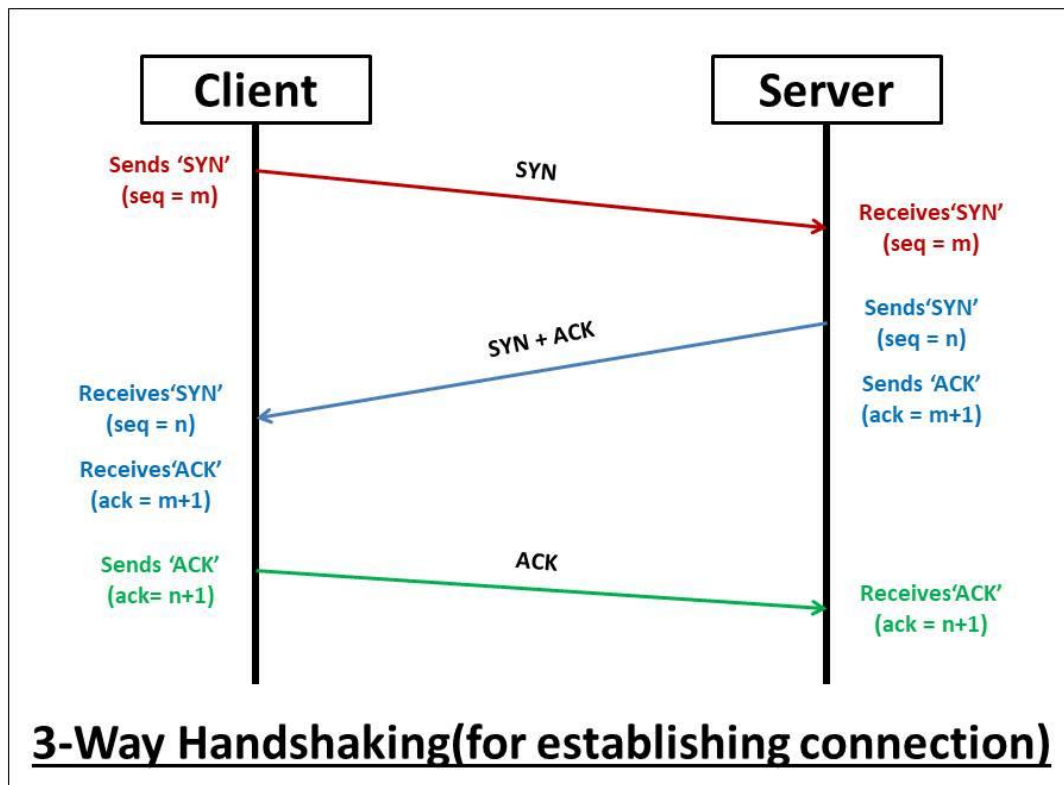 Client
Server
Sends ‘SYN’
(seq = m)
SYN
Receives‘SYN’
(seq = m)
Sends‘SYN’
(seq = n)
SYN + ACK
Sends ‘ACK’
(ack = m+1)
Receives‘SYN’
(seq = n)
Receives‘ACK’
(ack = m+1)
Sends ‘ACK’
(ack= n+1)
ACK
Receives‘ACK’
(ack = n+1)
3-Way Handshaking(for establishing connection)